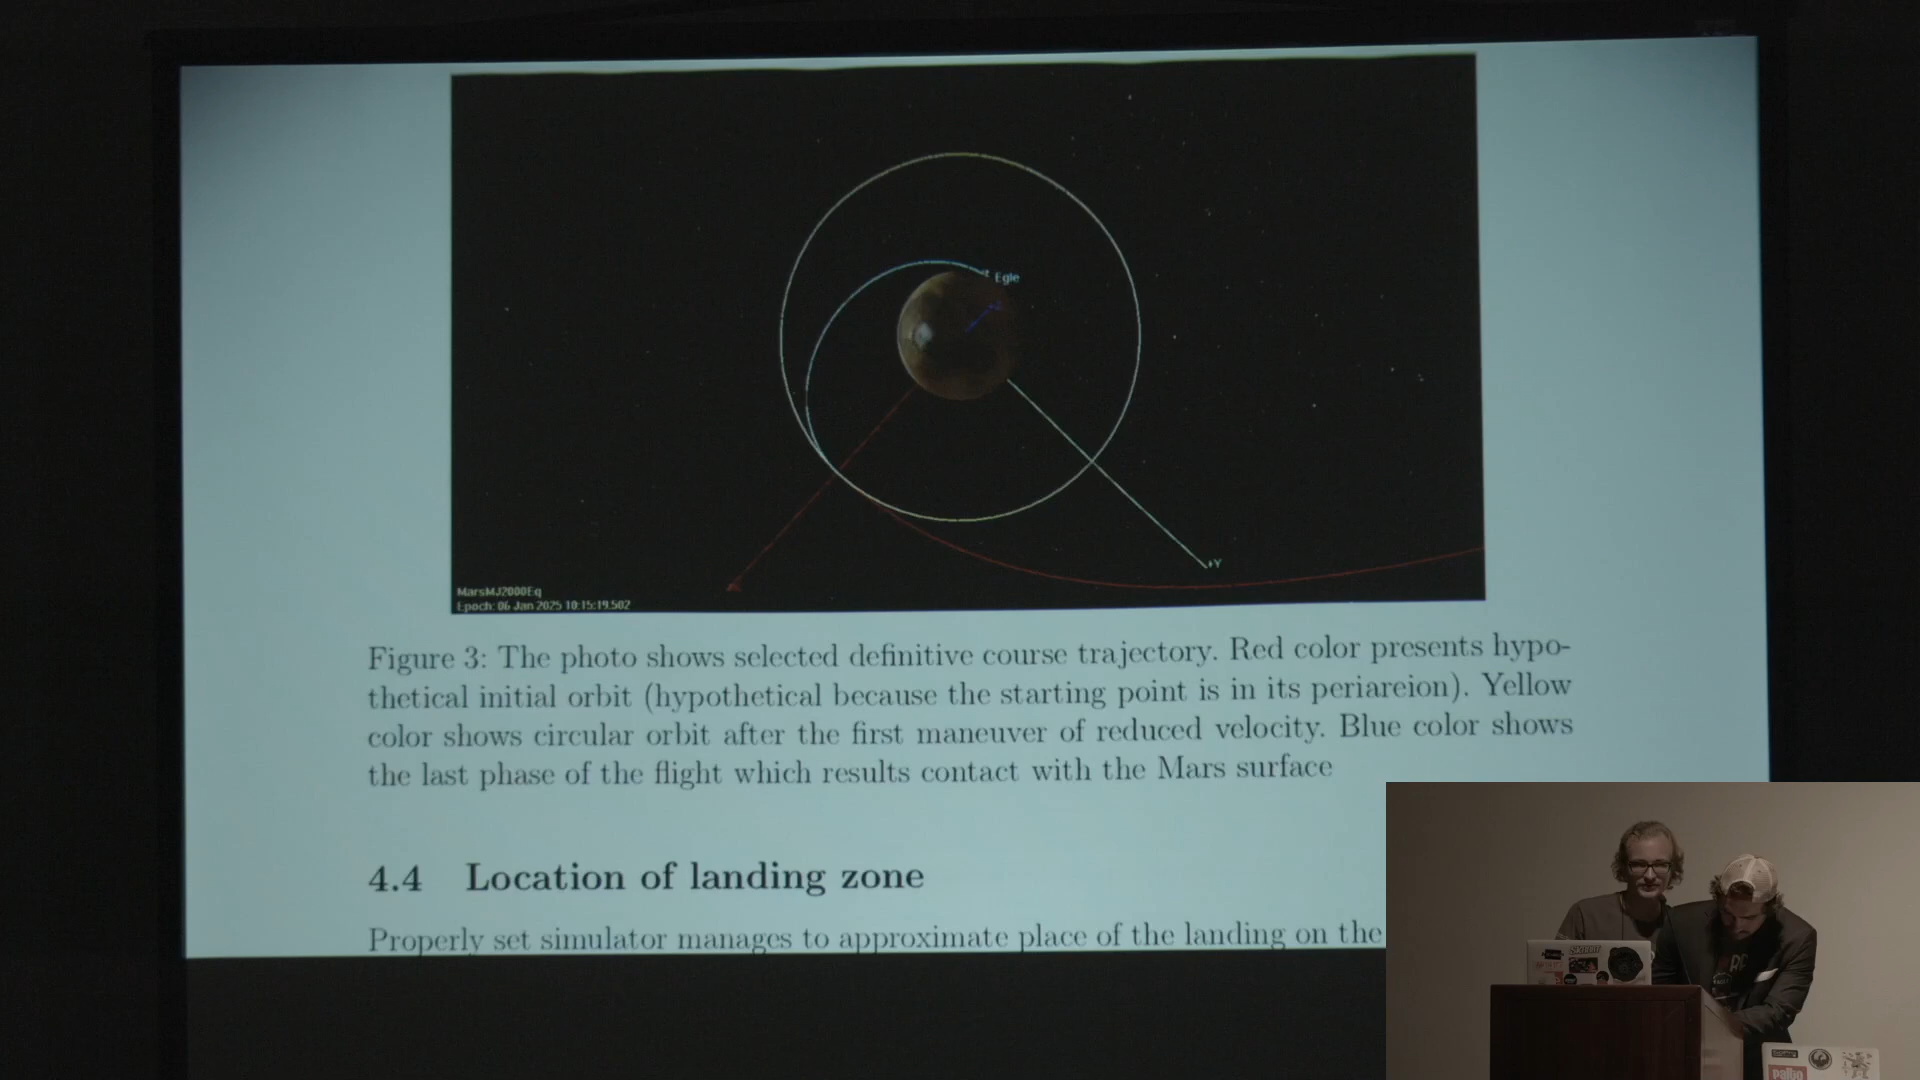 Egle
+Y
MarsMJ2000Eq
Epoch: 06 Jan 2025 10:15:19.502
Figure 3: The photo shows selected definitive course trajectory. Red color presents hypo-
thetical initial orbit (hypothetical because the starting point is in its periareion). Yellow
color shows circular orbit after the first maneuver of reduced velocity. Blue color shows
the last phase of the flight which results contact with the Mars surface
4.4 Location of landing zone
Properly set simulator manages to approximate place of the landing on the